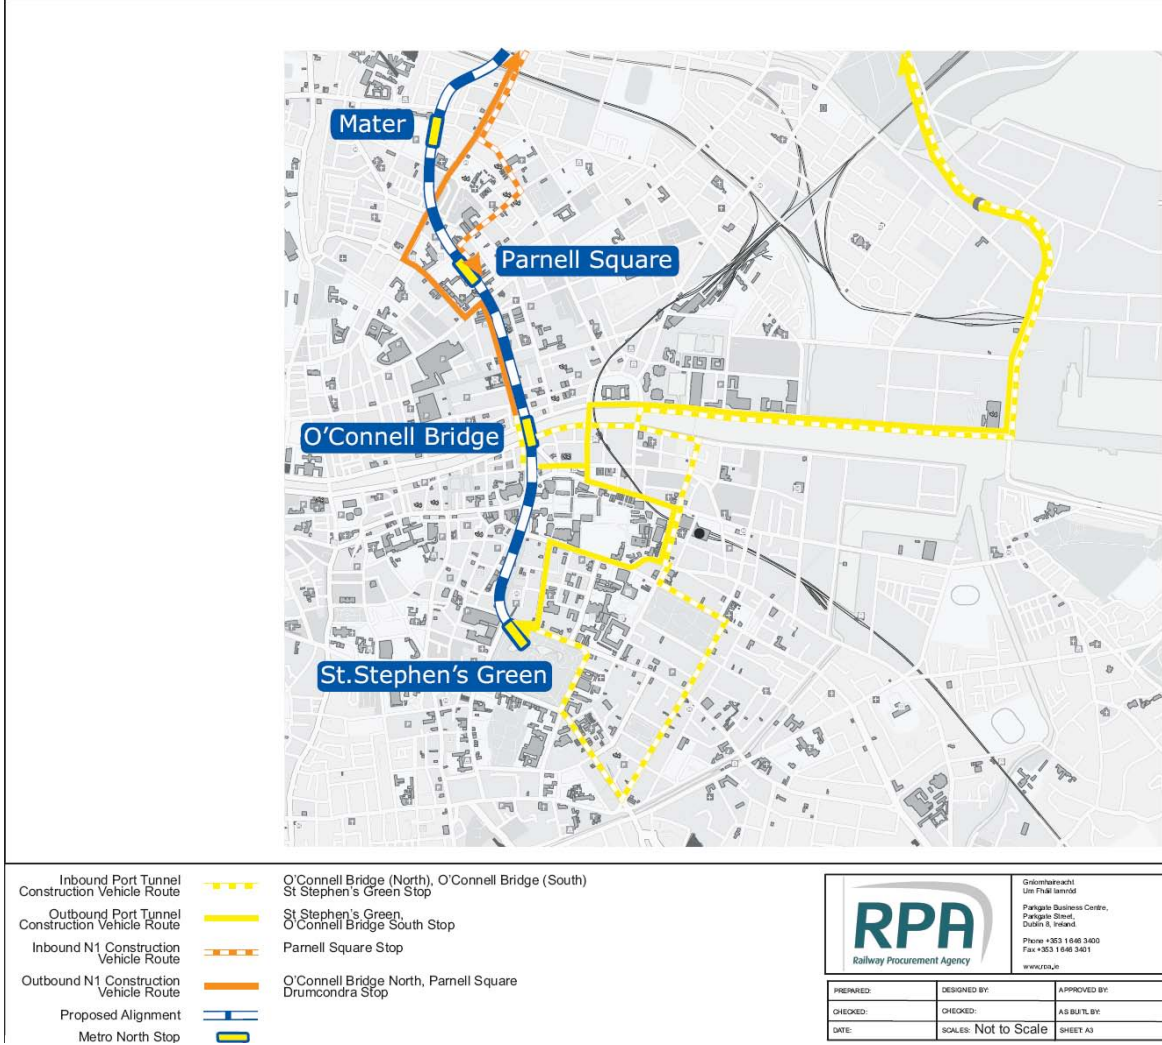 Mater
Parnell Square
O'Connell Bridge
St.Stephen's Green
Inbound Port Tunnel
Construction Vehicle Route
O'Connell Bridge (North), O'Connell Bridge (South)
St Stephen's Green Stop
Outbound Port Tunnel
Construction Vehicle Route
St Stephen's Green,
O'Connell Bridge South Stop
Inbound N1 Construction
Vehicle Route
Parnell Square Stop
Outbound N1 Construction
Vehicle Route
O'Connell Bridge North, Parnell Square
Drumcondra Stop
Proposed Alignment
Metro North Stop
RPA
Railway Procurement Agency
Gníomhaireacht
Um Fháil Iarnród
Parkgate Business Centre,
Parkgate Street,
Dublin 8, Ireland.
Phone +353 1 646 3400
Fax +353 1 646 3401
www.rpa.ie
PREPARED:
DESIGNED BY:
APPROVED BY:
CHECKED:
CHECKED:
AS BUILT, BY:
DATE:
SCALES: Not to Scale
SHEET: A3